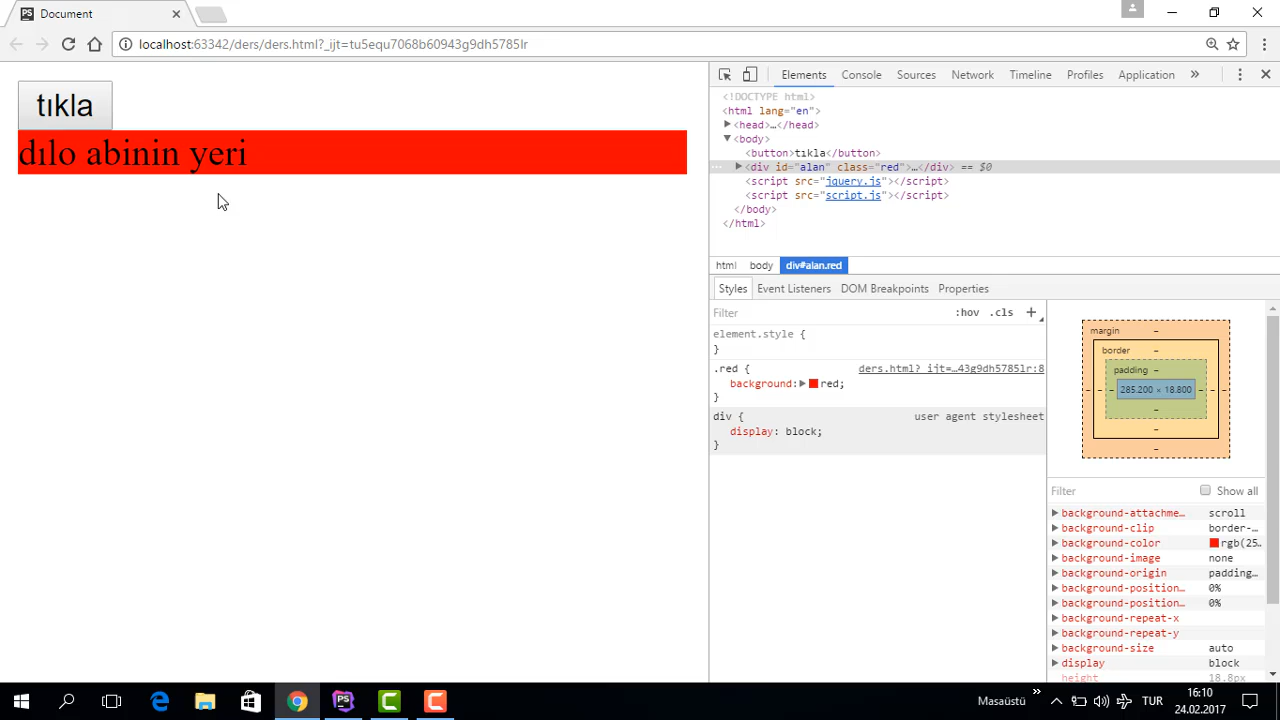 Document
localhost:63342/ders/ders.html?_ijt=tu5equ7068b60943g9dh5785lr
tıkla
dılo abinin yeri
Elements Console Sources Network Timeline Profiles Application »
<!DOCTYPE html>
<html lang="en">
<head>…</head>
<body>
<button>tıkla</button>
<div id="alan" class="red">…</div> == $0
<script src="jquery.js"></script>
<script src="script.js"></script>
</body>
</html>
html body div#alan.red
Styles Event Listeners DOM Breakpoints Properties
Filter :hov .cls +
element.style {
}
.red { ders.html?_ijt=…43g9dh5785lr:8
background: red;
}
div { user agent stylesheet
display: block;
}
margin –
border –
padding –
– – – 285.200 × 18.800 – – –
–
–
–
Filter Show all
background-attachme… scroll
background-clip border-…
background-color rgb(25…
background-image none
background-origin padding…
background-position… 0%
background-position… 0%
background-repeat-x
background-repeat-y
background-size auto
display block
height 18.8px
Masaüstü » TUR 16:10
24.02.2017